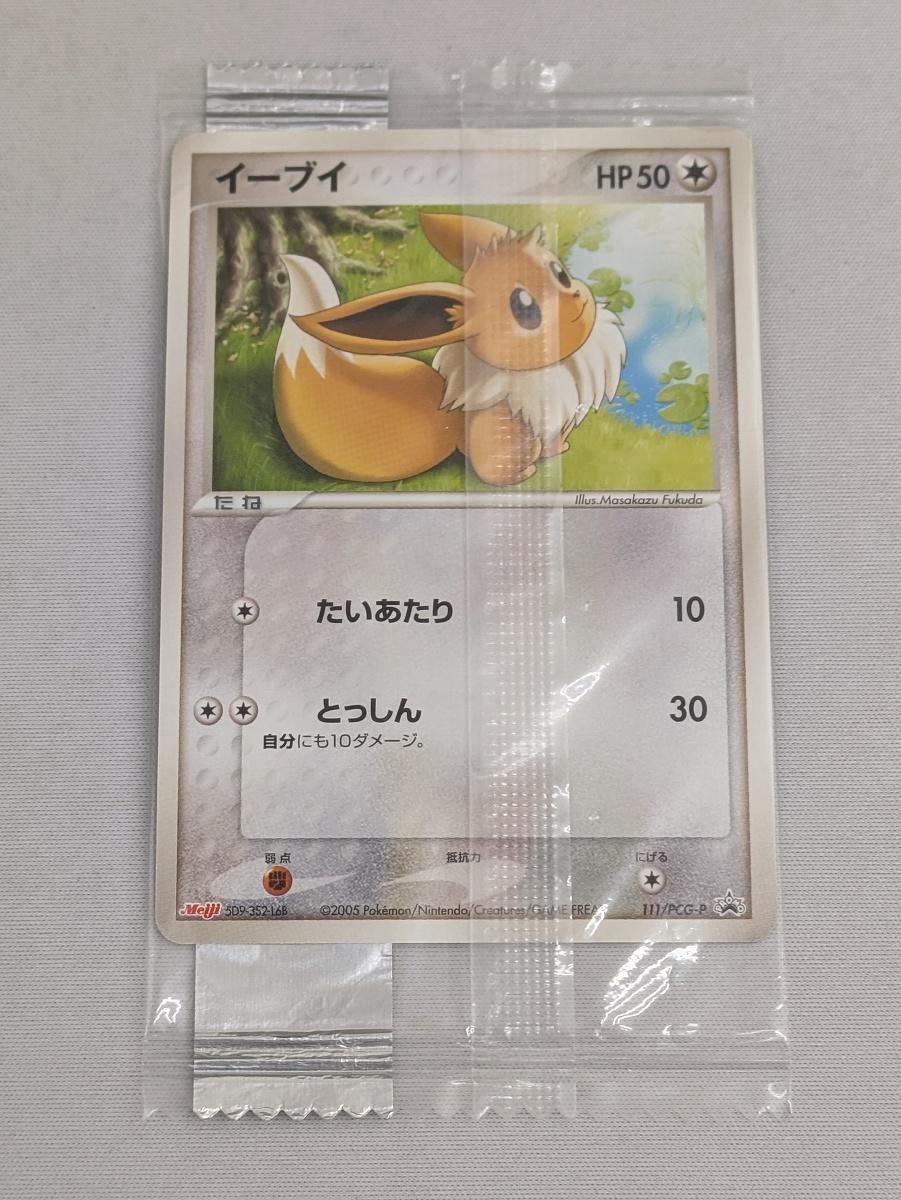 イーブイ HP50
たね Illus.Masakazu Fukuda
たいあたり 10
とっしん 30
自分にも10ダメージ。
弱点 抵抗力 にげる
Meiji 5D9-352-L6B ©2005 Pokémon/Nintendo/Creatures/GAME FREAK 111/PCG-P